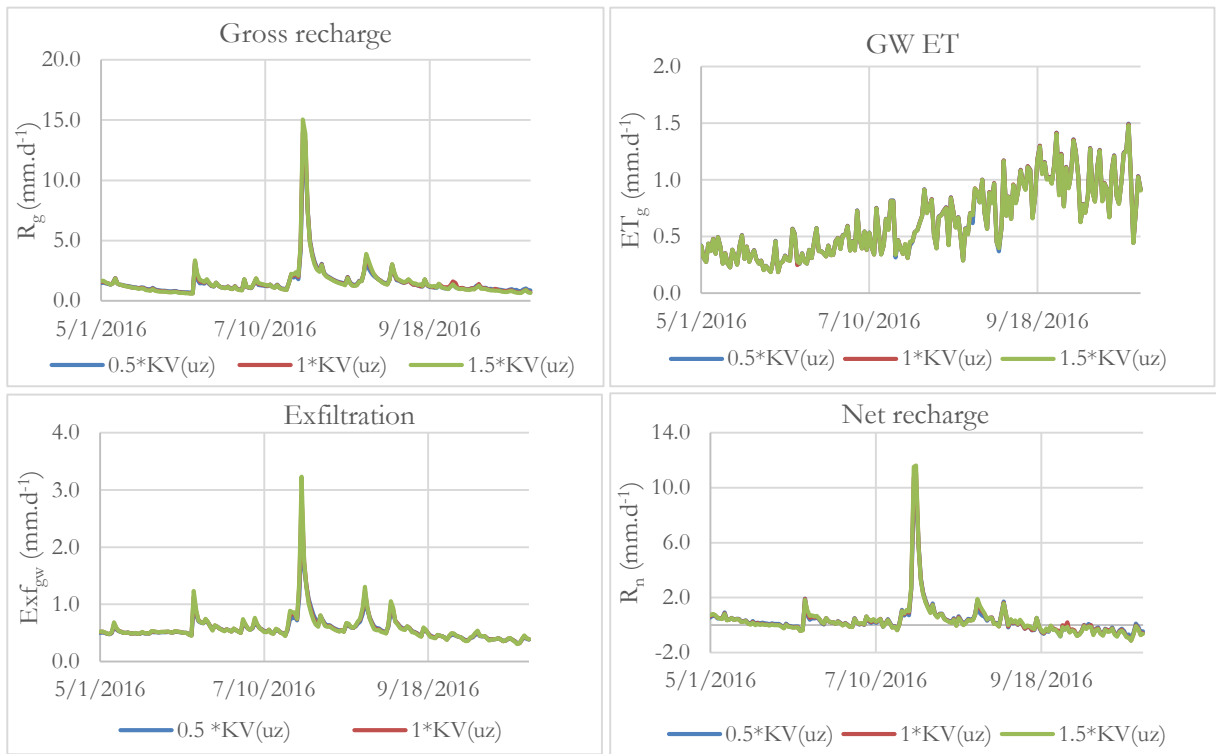 Gross recharge
20.0
15.0
10.0
5.0
0.0
R_g (mm.d⁻¹)
5/1/2016 7/10/2016 9/18/2016
0.5*KV(uz) 1*KV(uz) 1.5*KV(uz)
GW ET
2.0
1.5
1.0
0.5
0.0
ET_g (mm.d⁻¹)
5/1/2016 7/10/2016 9/18/2016
0.5*KV(uz) 1*KV(uz) 1.5*KV(uz)
Exfiltration
4.0
3.0
2.0
1.0
0.0
Exf_gw (mm.d⁻¹)
5/1/2016 7/10/2016 9/18/2016
0.5 *KV(uz) 1*KV(uz)
Net recharge
14.0
10.0
6.0
2.0
-2.0
R_n (mm.d⁻¹)
5/1/2016 7/10/2016 9/18/2016
0.5*KV(uz) 1*KV(uz) 1.5*KV(uz)